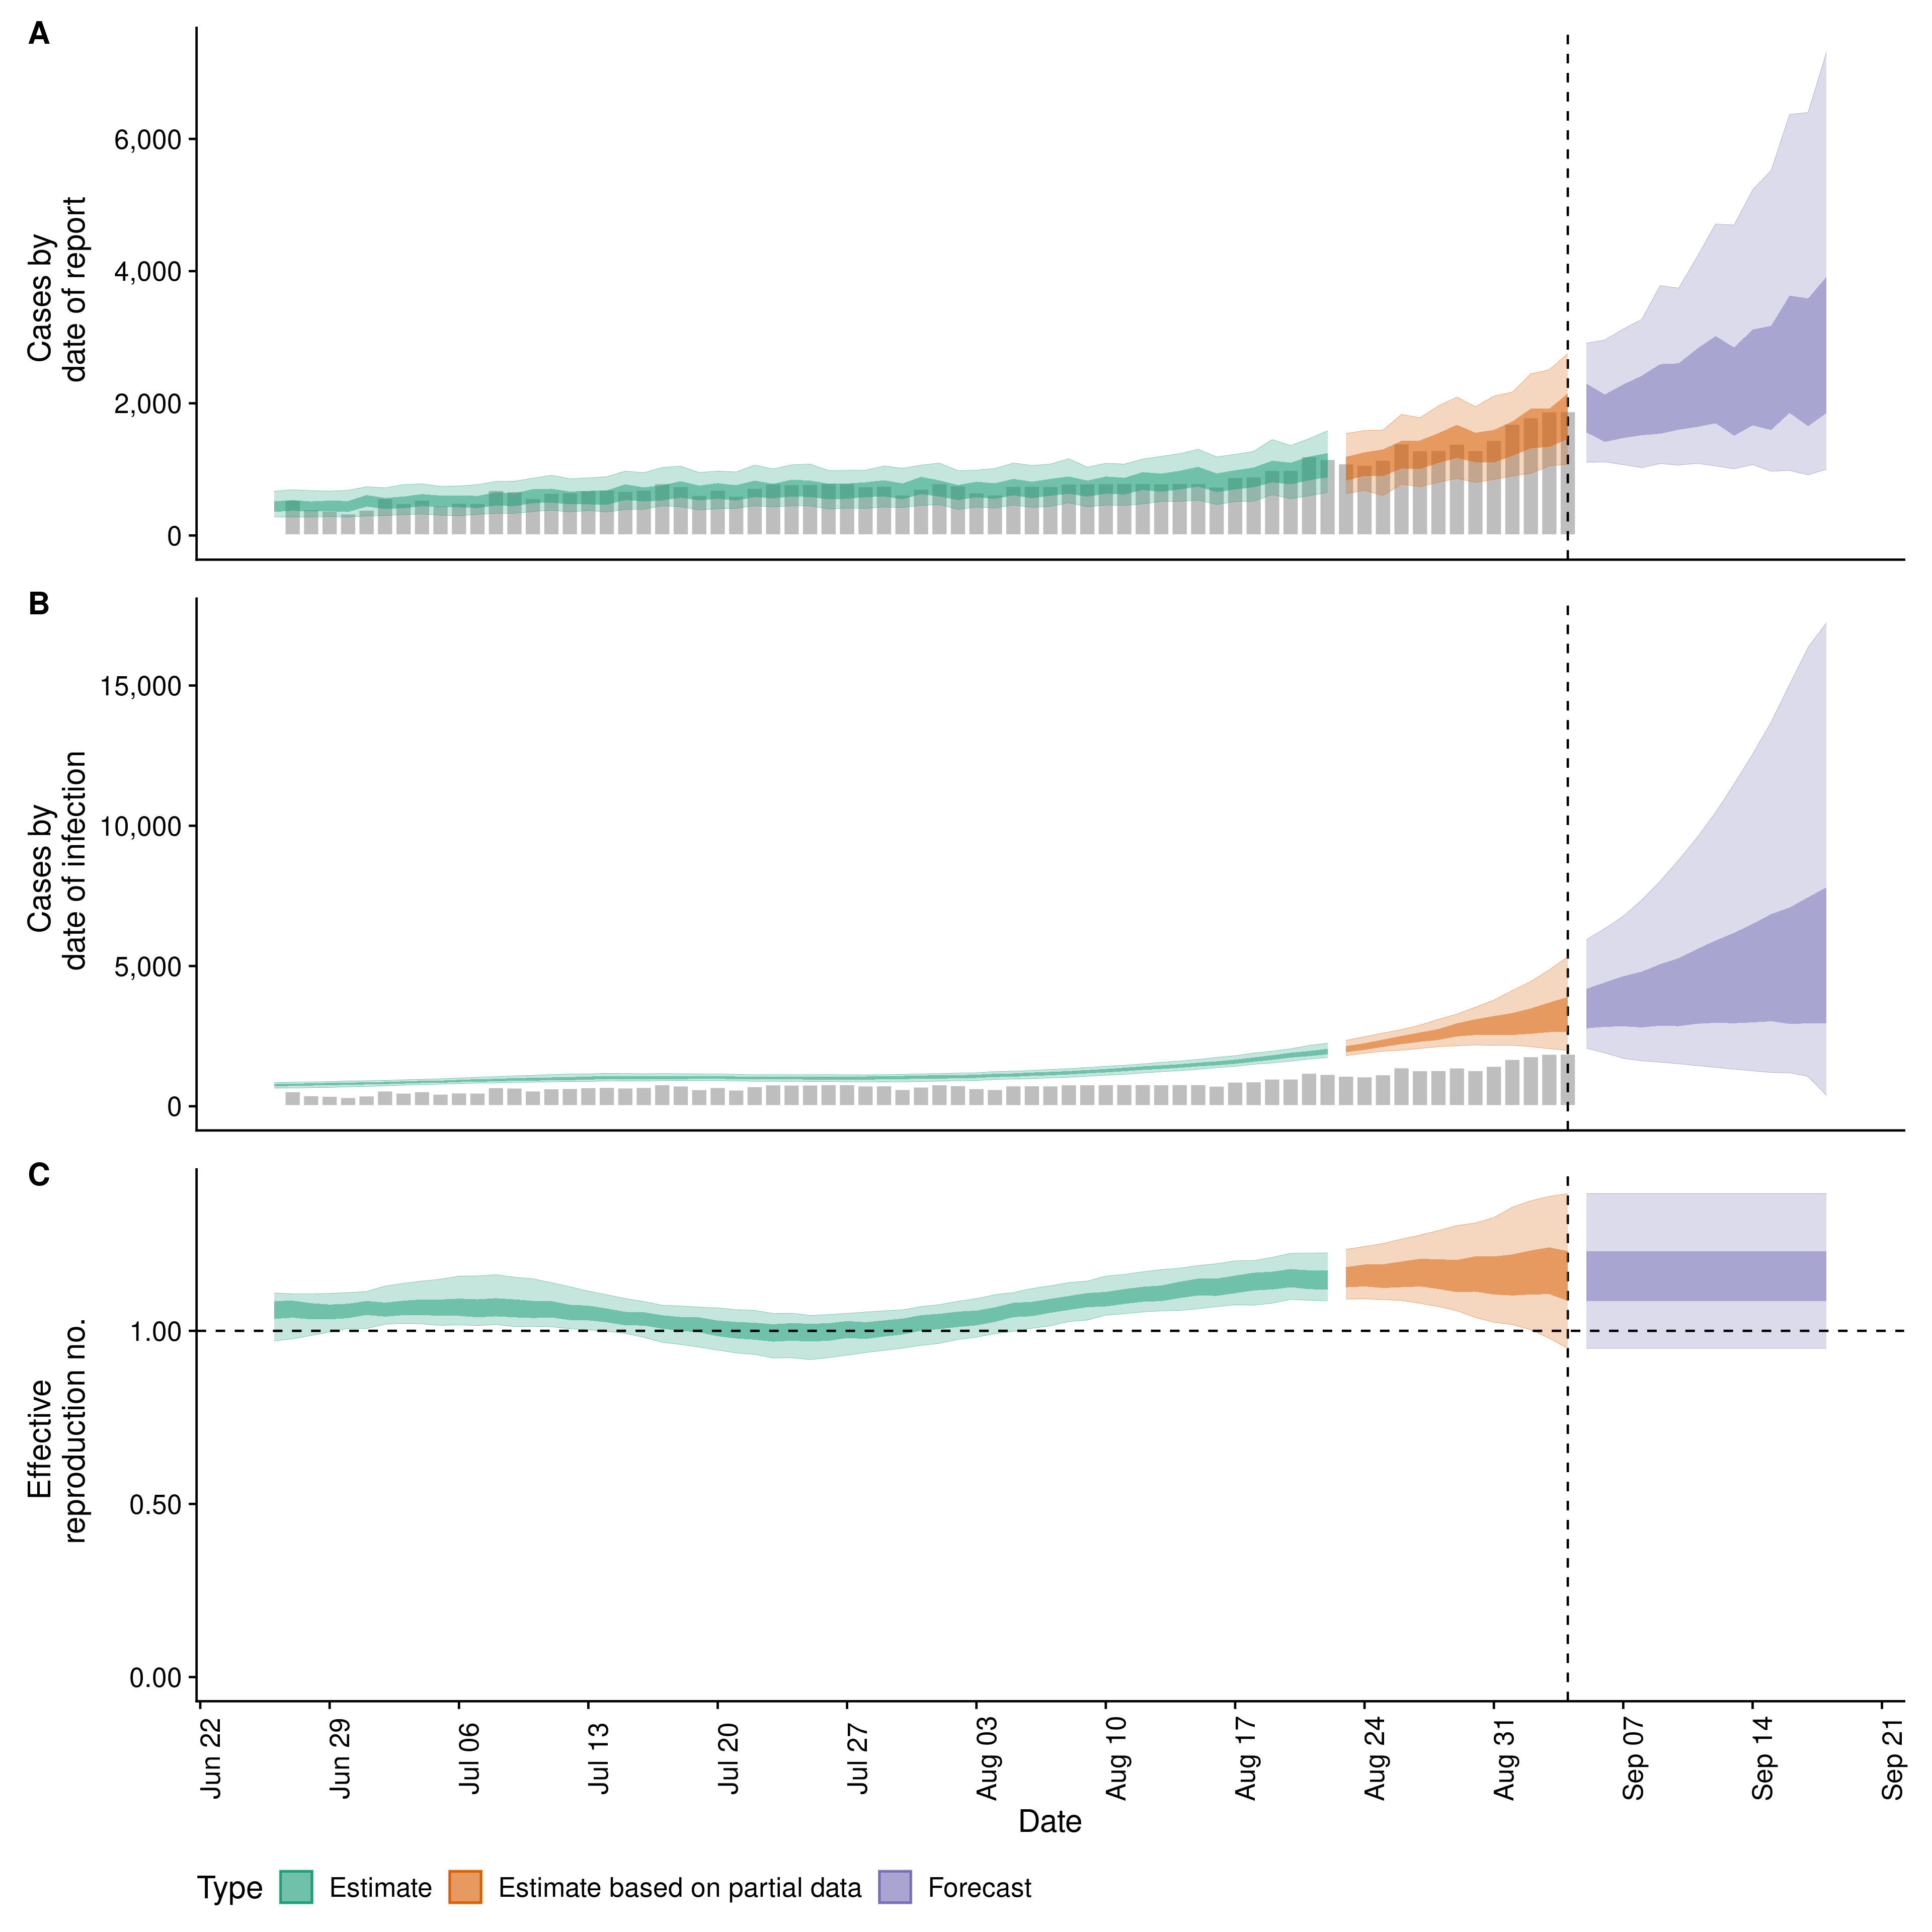 A
Cases by
date of report
6,000
4,000
2,000
0
B
Cases by
date of infection
15,000
10,000
5,000
0
C
Effective
reproduction no.
1.00
0.50
0.00
Jun 22
Jun 29
Jul 06
Jul 13
Jul 20
Jul 27
Aug 03
Aug 10
Aug 17
Aug 24
Aug 31
Sep 07
Sep 14
Sep 21
Date
Type Estimate Estimate based on partial data Forecast